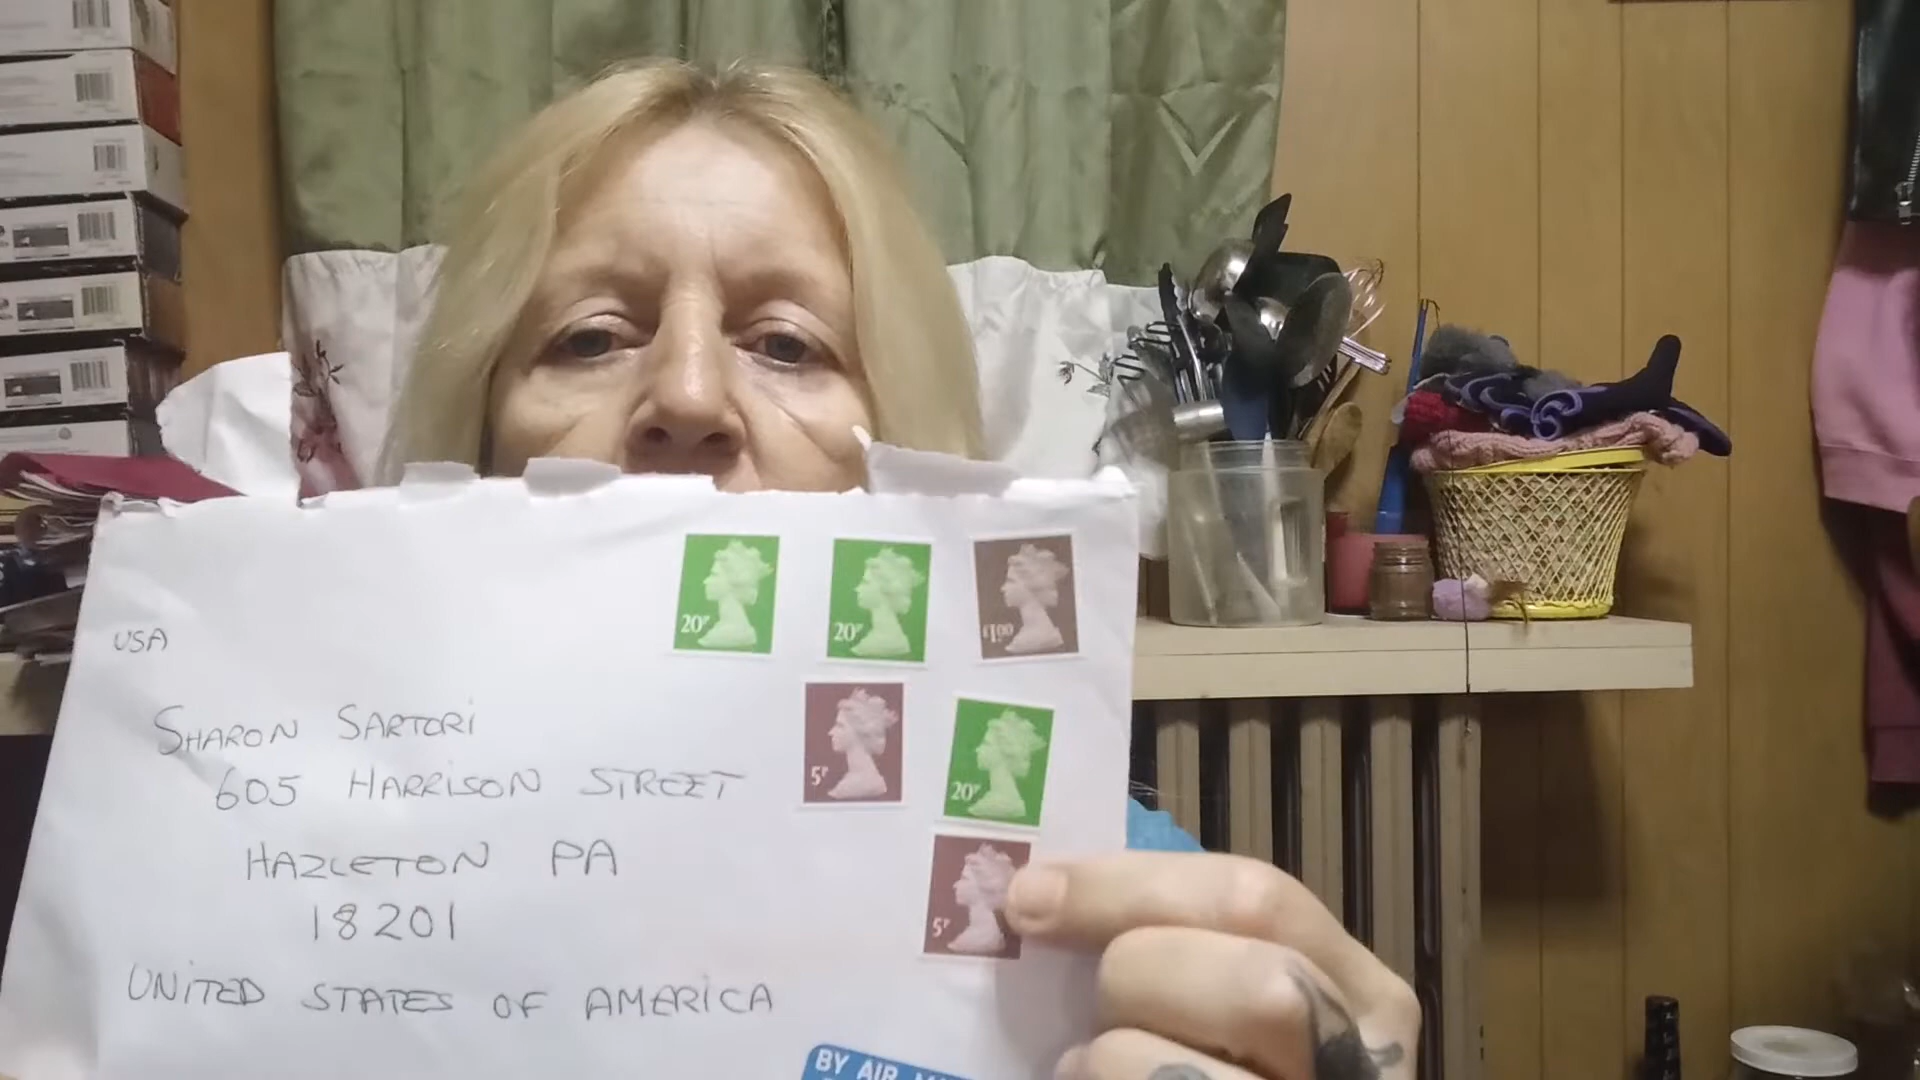 20P
20P
£1.00
USA
SHARON SARTORI
5P
605 HARRISON STREET
20P
HAZLETON PA
5P
18201
UNITED STATES OF AMERICA
BY AIR